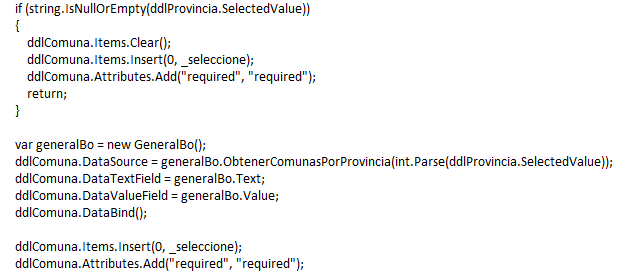 if (string.IsNullOrEmpty(ddlProvincia.SelectedValue))
{
ddlComuna.Items.Clear();
ddlComuna.Items.Insert(0, _seleccione);
ddlComuna.Attributes.Add("required", "required");
return;
}
var generalBo = new GeneralBo();
ddlComuna.DataSource = generalBo.ObtenerComunasPorProvincia(int.Parse(ddlProvincia.SelectedValue));
ddlComuna.DataTextField = generalBo.Text;
ddlComuna.DataValueField = generalBo.Value;
ddlComuna.DataBind();
ddlComuna.Items.Insert(0, _seleccione);
ddlComuna.Attributes.Add("required", "required");